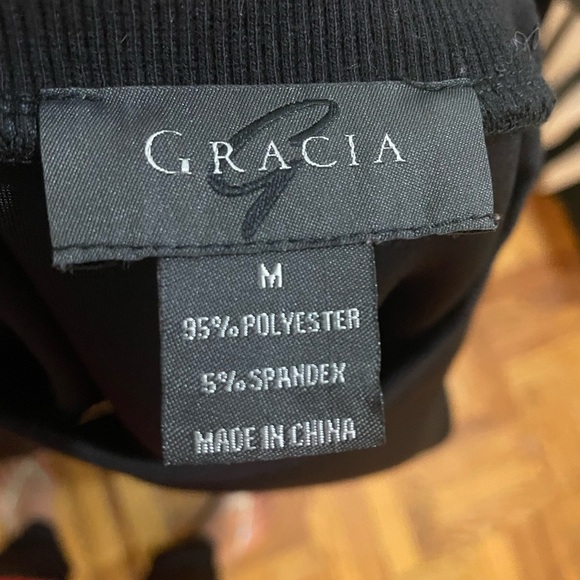 GRACIA
M
95% POLYESTER
5% SPANDEX
MADE IN CHINA